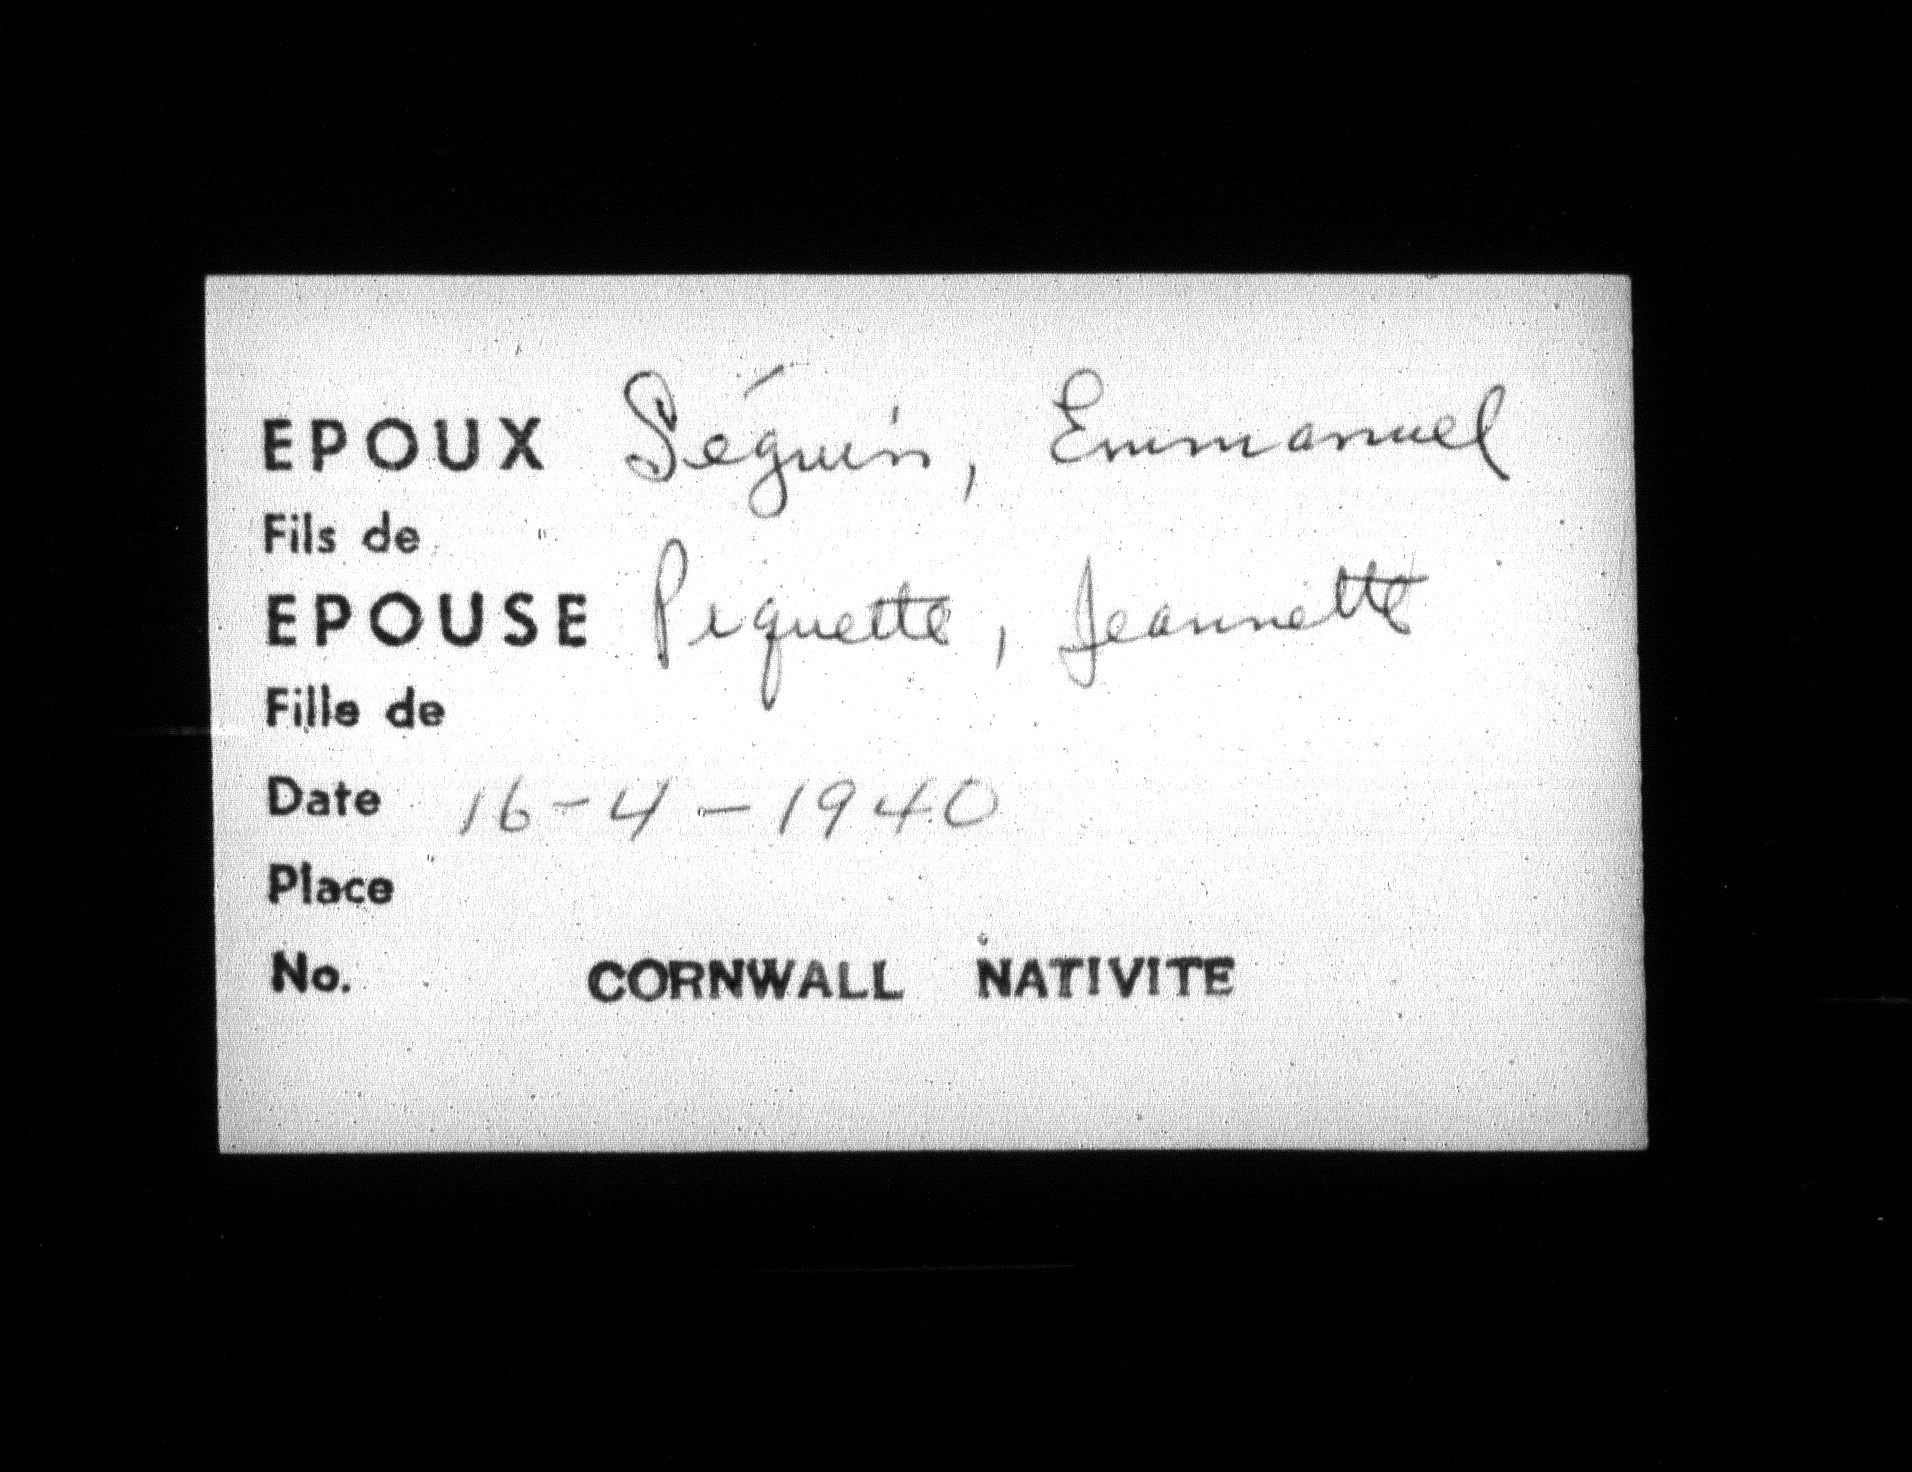 EPOUX Séguin, Emmanuel
Fils de
EPOUSE Piquette, Jeannette
Fille de
Date 16-4-1940
Place
No. CORNWALL NATIVITE